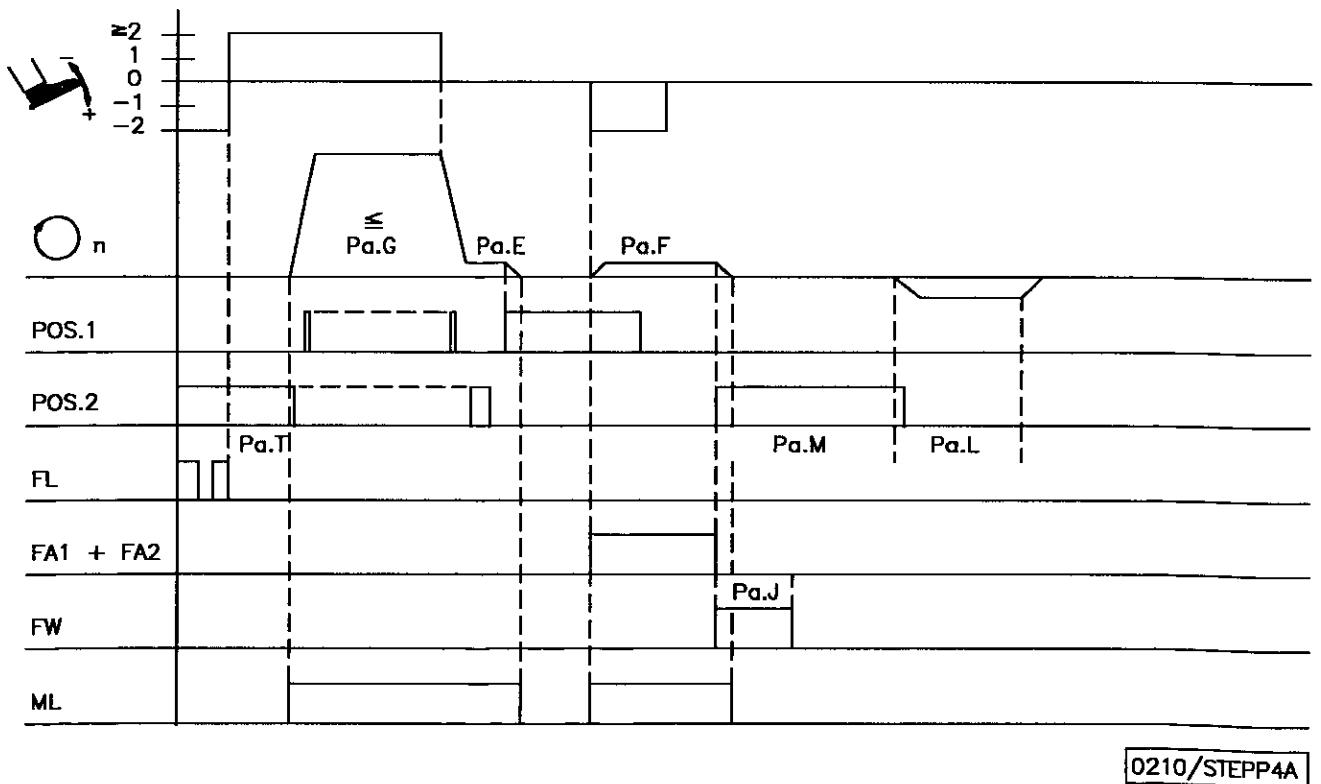 ≥2
1
0
-1
-2
-
+
n
≦
Pa.G
Pa.E
Pa.F
POS.1
POS.2
Pa.T
Pa.M
Pa.L
FL
FA1 + FA2
Pa.J
FW
ML
0210/STEPP4A